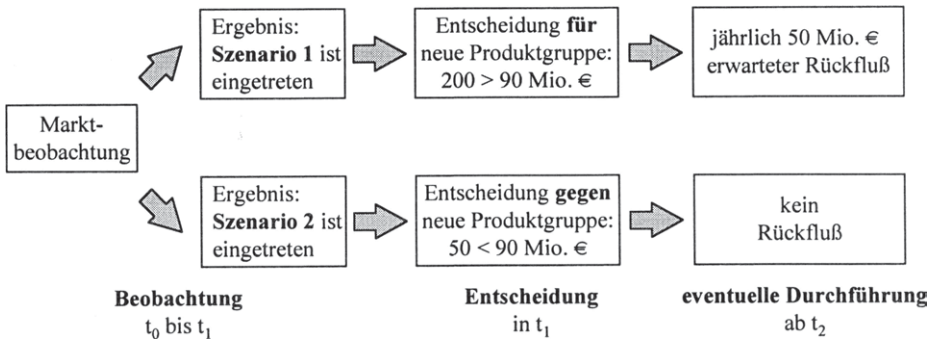 Ergebnis:
Szenario 1 ist
eingetreten
Entscheidung für
neue Produktgruppe:
200 > 90 Mio. €
jährlich 50 Mio. €
erwarteter Rückfluß
Markt-
beobachtung
Ergebnis:
Szenario 2 ist
eingetreten
Entscheidung gegen
neue Produktgruppe:
50 < 90 Mio. €
kein
Rückfluß
Beobachtung
t₀ bis t₁
Entscheidung
in t₁
eventuelle Durchführung
ab t₂